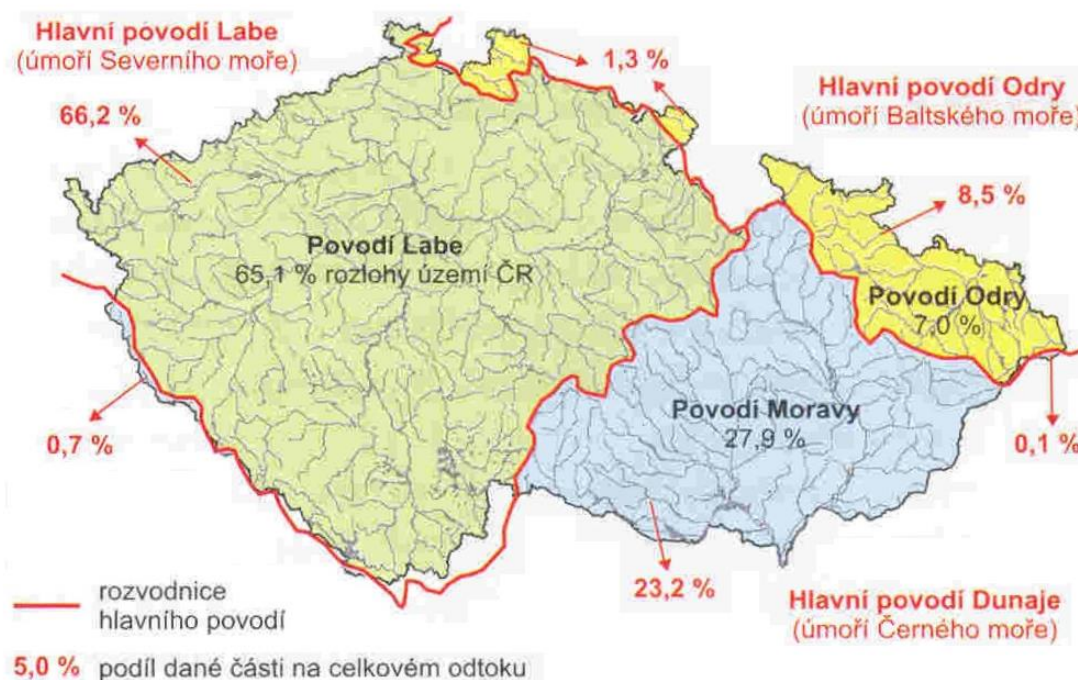 Hlavní povodí Labe
(úmoří Severního moře)
66,2 %
1,3 %
Hlavní povodí Odry
(úmoří Baltského moře)
8,5 %
Povodí Labe
65,1 % rozlohy území ČR
Povodí Odry
7,0 %
Povodí Moravy
27,9 %
0,7 %
0,1 %
23,2 %
Hlavní povodí Dunaje
(úmoří Černého moře)
rozvodnice
hlavního povodí
5,0 % podíl dané části na celkovém odtoku